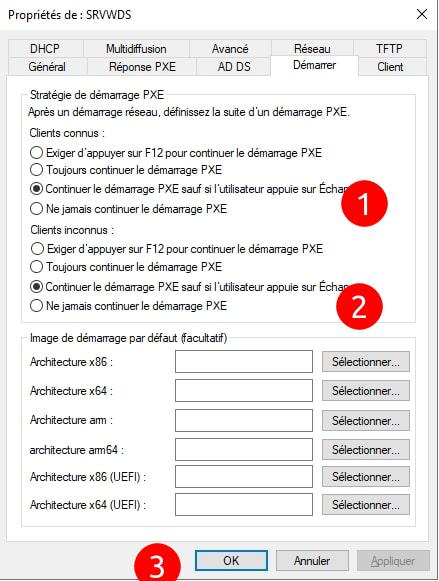 Propriétés de : SRVWDS
DHCP Multidiffusion Avancé Réseau TFTP
Général Réponse PXE AD DS Démarrer Client
Stratégie de démarrage PXE
Après un démarrage réseau, définissez la suite d'un démarrage PXE.
Clients connus :
Exiger d'appuyer sur F12 pour continuer le démarrage PXE
Toujours continuer le démarrage PXE
Continuer le démarrage PXE sauf si l'utilisateur appuie sur Échap
1
Ne jamais continuer le démarrage PXE
Clients inconnus :
Exiger d'appuyer sur F12 pour continuer le démarrage PXE
Toujours continuer le démarrage PXE
Continuer le démarrage PXE sauf si l'utilisateur appuie sur Échap
2
Ne jamais continuer le démarrage PXE
Image de démarrage par défaut (facultatif)
Architecture x86 : Sélectionner...
Architecture x64 : Sélectionner...
Architecture arm : Sélectionner...
architecture arm64 : Sélectionner...
Architecture x86 (UEFI) : Sélectionner...
Architecture x64 (UEFI) : Sélectionner...
3 OK Annuler Appliquer